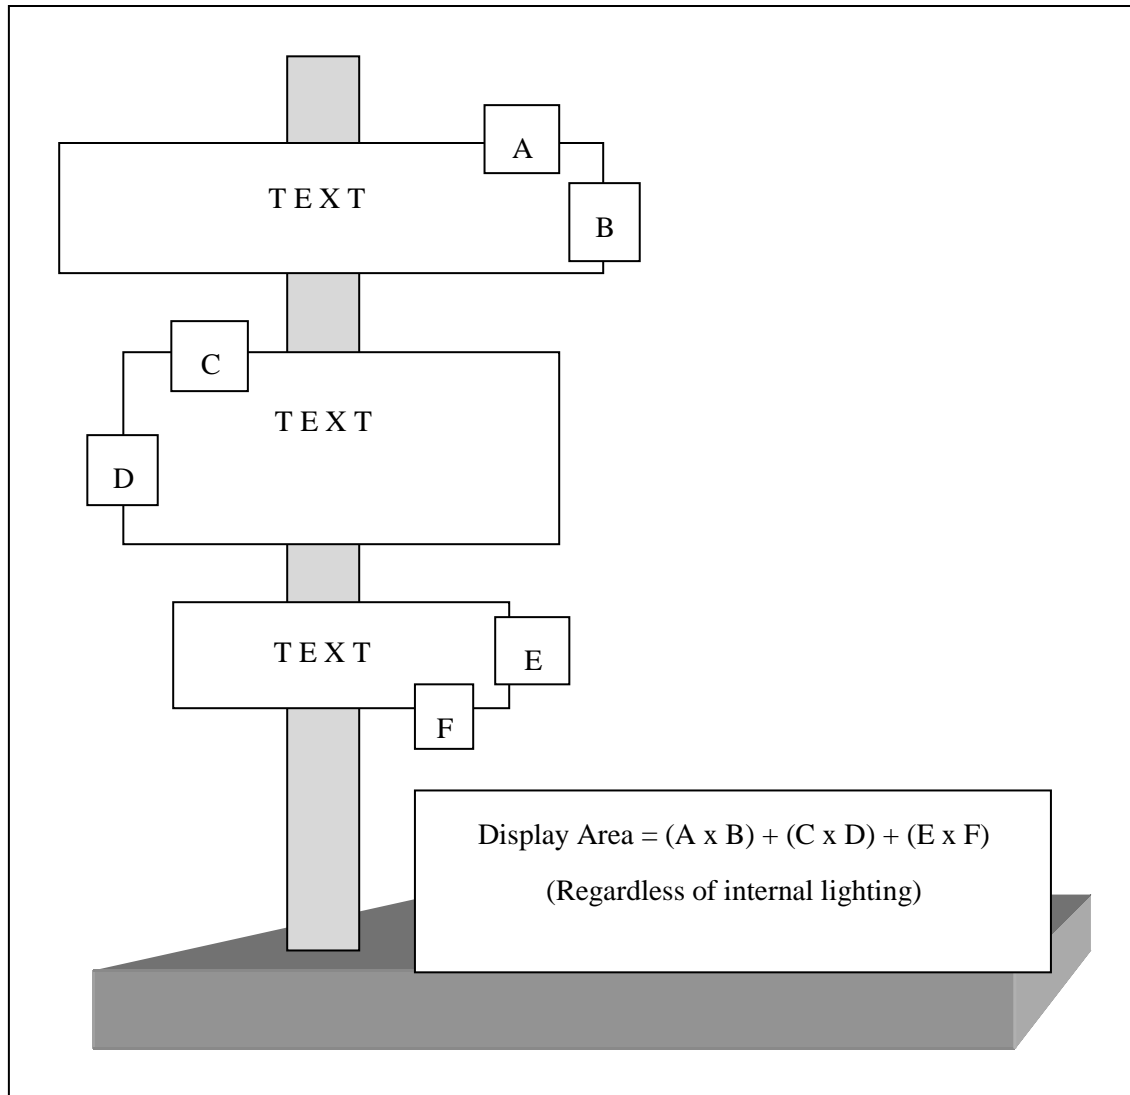 A
T E X T
B
C
T E X T
D
T E X T
E
F
Display Area = (A x B) + (C x D) + (E x F)
(Regardless of internal lighting)